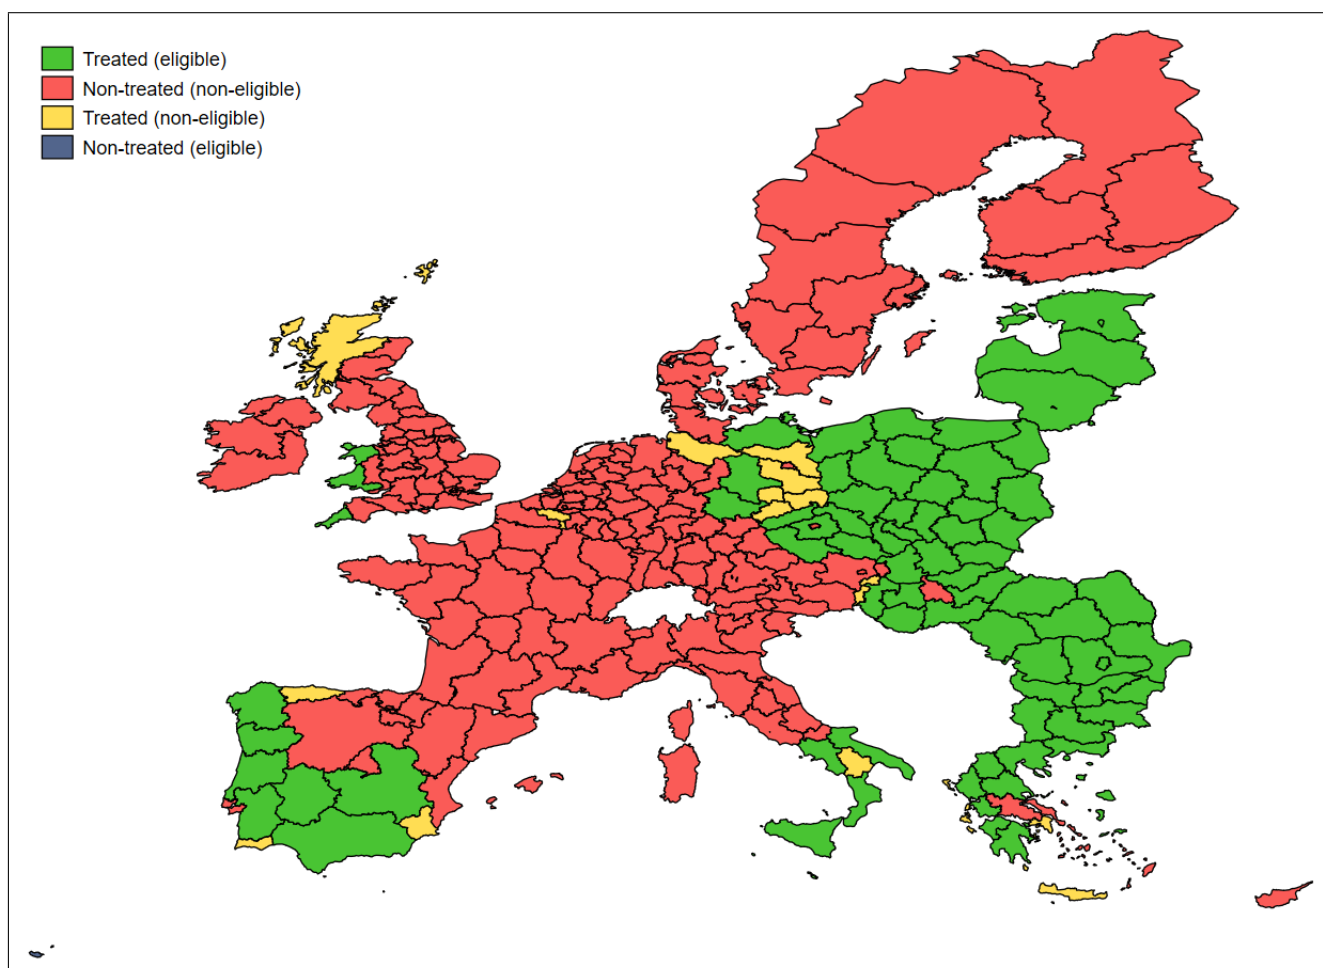 Treated (eligible)
Non-treated (non-eligible)
Treated (non-eligible)
Non-treated (eligible)